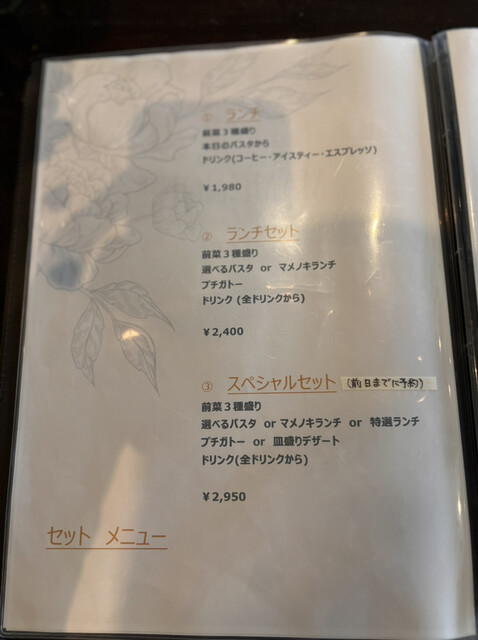 ① ランチ
前菜3種盛り
本日のパスタから
ドリンク(コーヒー・アイスティー・エスプレッソ)
￥1,980
② ランチセット
前菜3種盛り
選べるパスタ or マメノキランチ
プチガトー
ドリンク (全ドリンクから)
￥2,400
③ スペシャルセット (前日までに予約)
前菜3種盛り
選べるパスタ or マメノキランチ or 特選ランチ
プチガトー or 皿盛りデザート
ドリンク(全ドリンクから)
￥2,950
セット メニュー